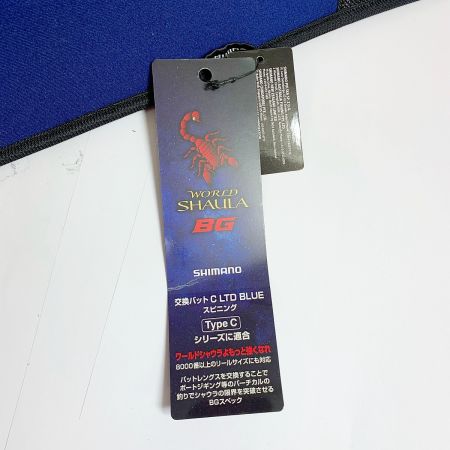 WORLD
SHAULA
BG
SHIMANO
交換バット C LTD BLUE
スピニング
Type C
シリーズに適合
ワールドシャウラよもっと強くなれ
8000番以上のリールサイズにも対応
バットレングスを交換することで
ボートジギング等のバーチカルの
釣りでシャウラの限界を突破させる
BGスペック